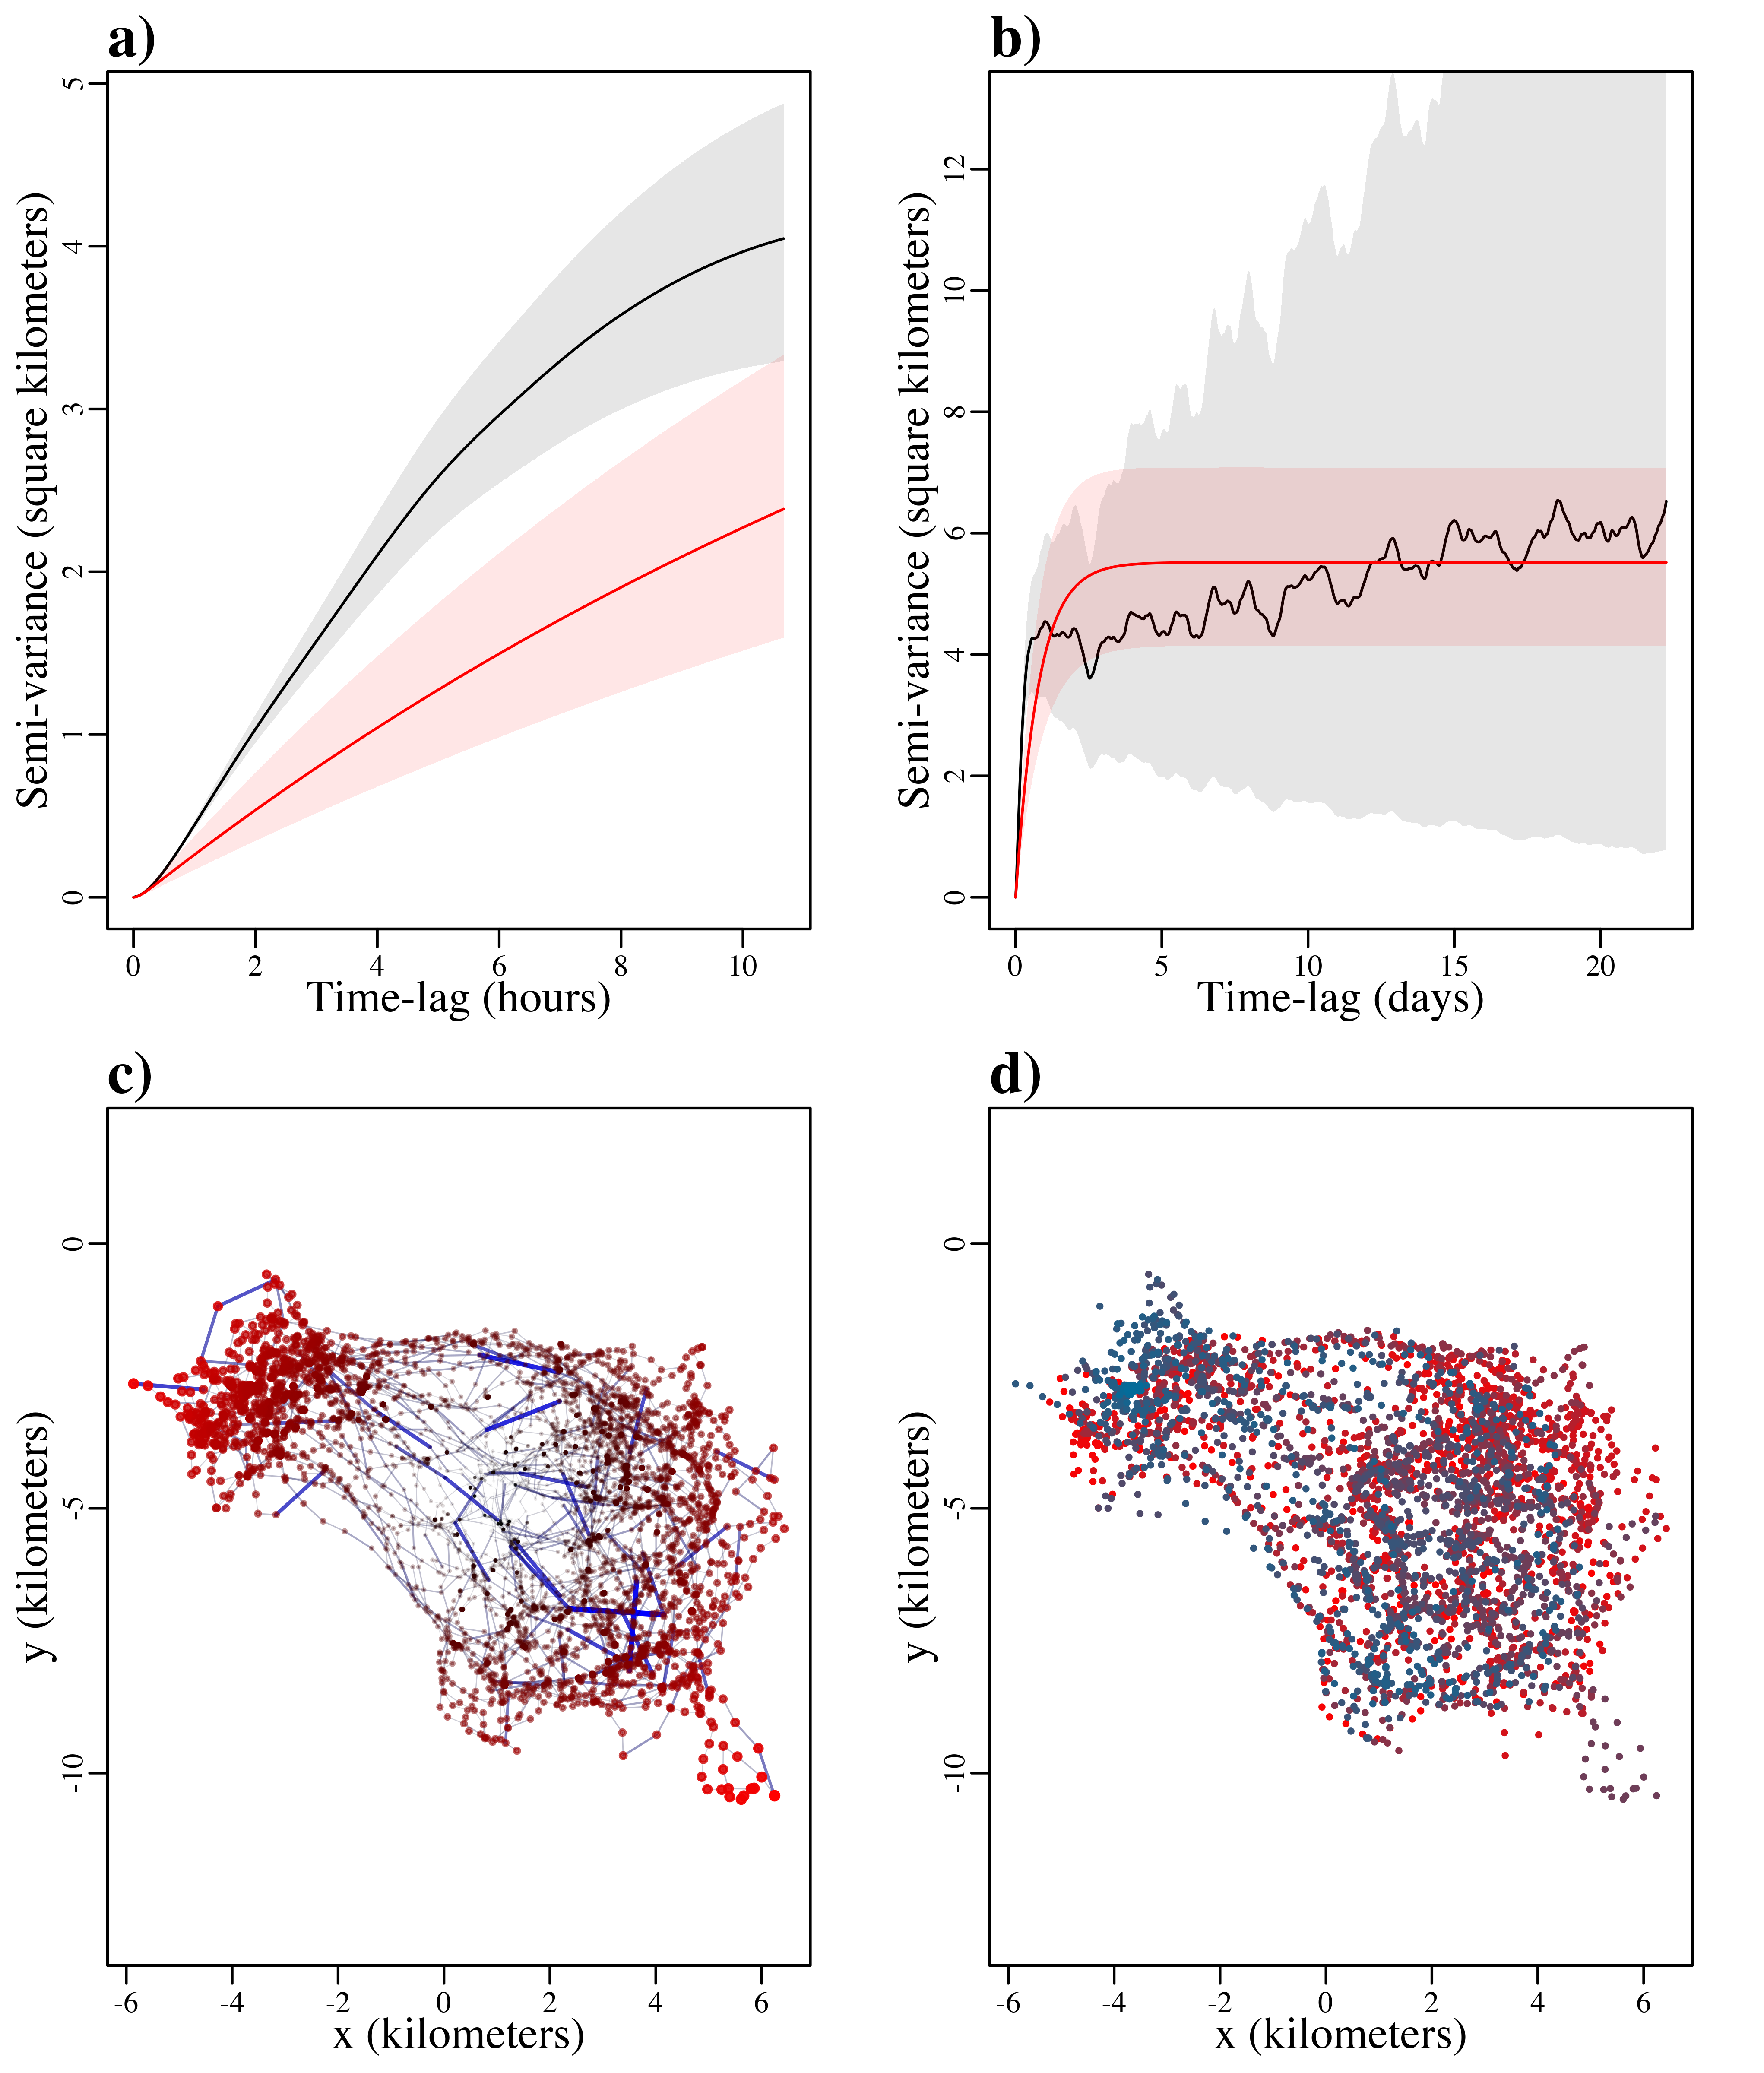 a)
Semi-variance (square kilometers)
5
4
3
2
1
0
0 2 4 6 8 10
Time-lag (hours)
b)
Semi-variance (square kilometers)
12
10
8
6
4
2
0
0 5 10 15 20
Time-lag (days)
c)
y (kilometers)
0
-5
-10
-6 -4 -2 0 2 4 6
x (kilometers)
d)
y (kilometers)
0
-5
-10
-6 -4 -2 0 2 4 6
x (kilometers)